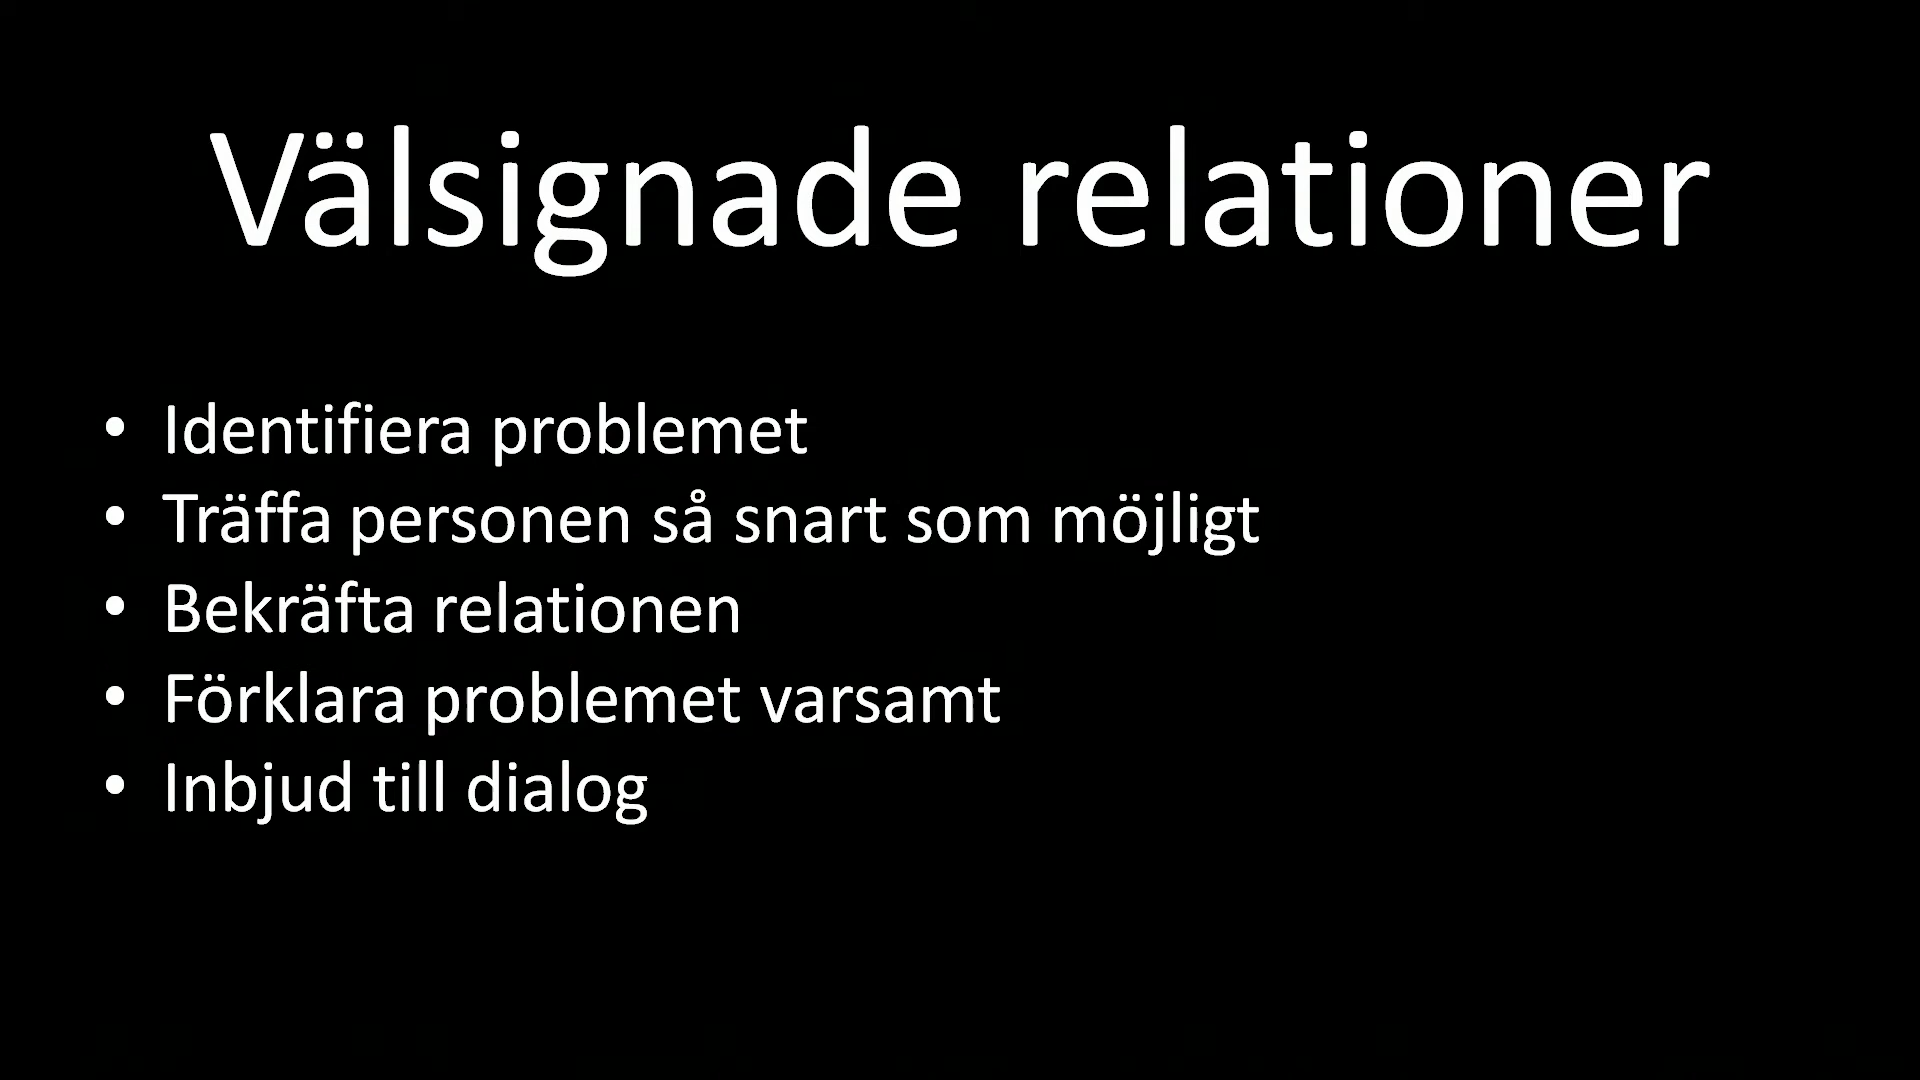 Välsignade relationer
• Identifiera problemet
• Träffa personen så snart som möjligt
• Bekräfta relationen
• Förklara problemet varsamt
• Inbjud till dialog